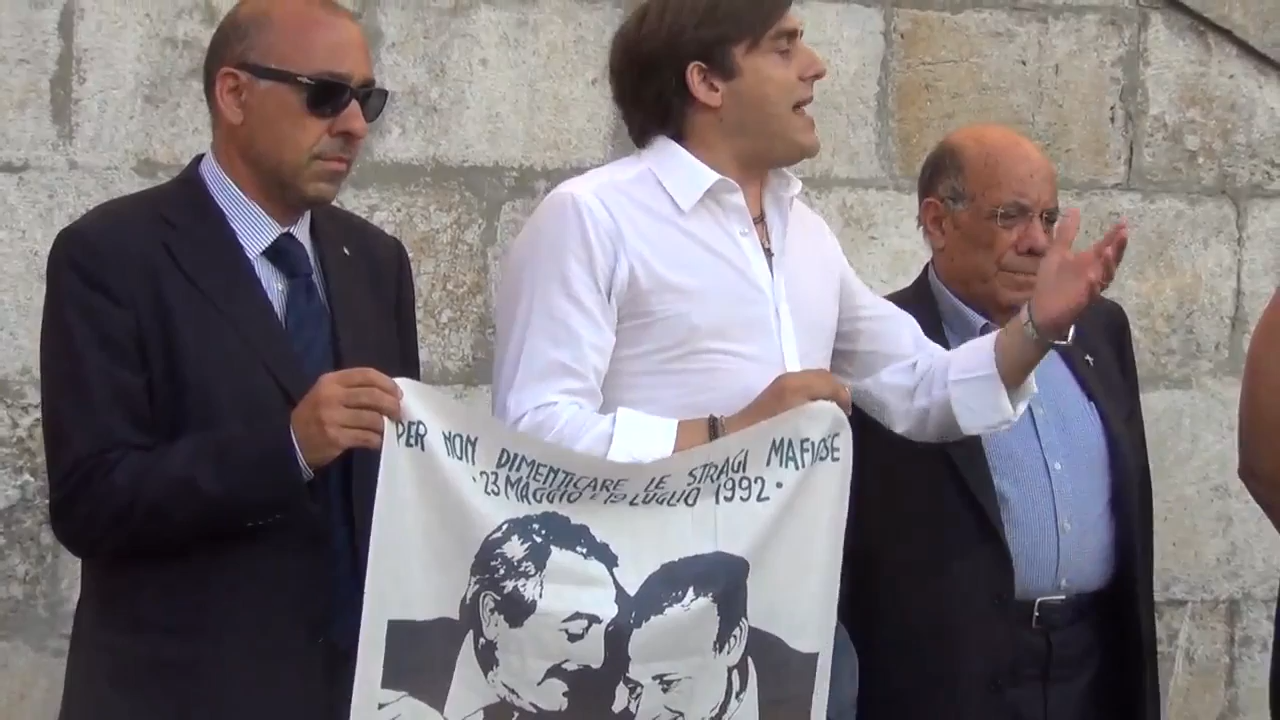 PER NON DIMENTICARE LE STRAGI MAFIOSE
·23 MAGGIO E 19 LUGLIO 1992·